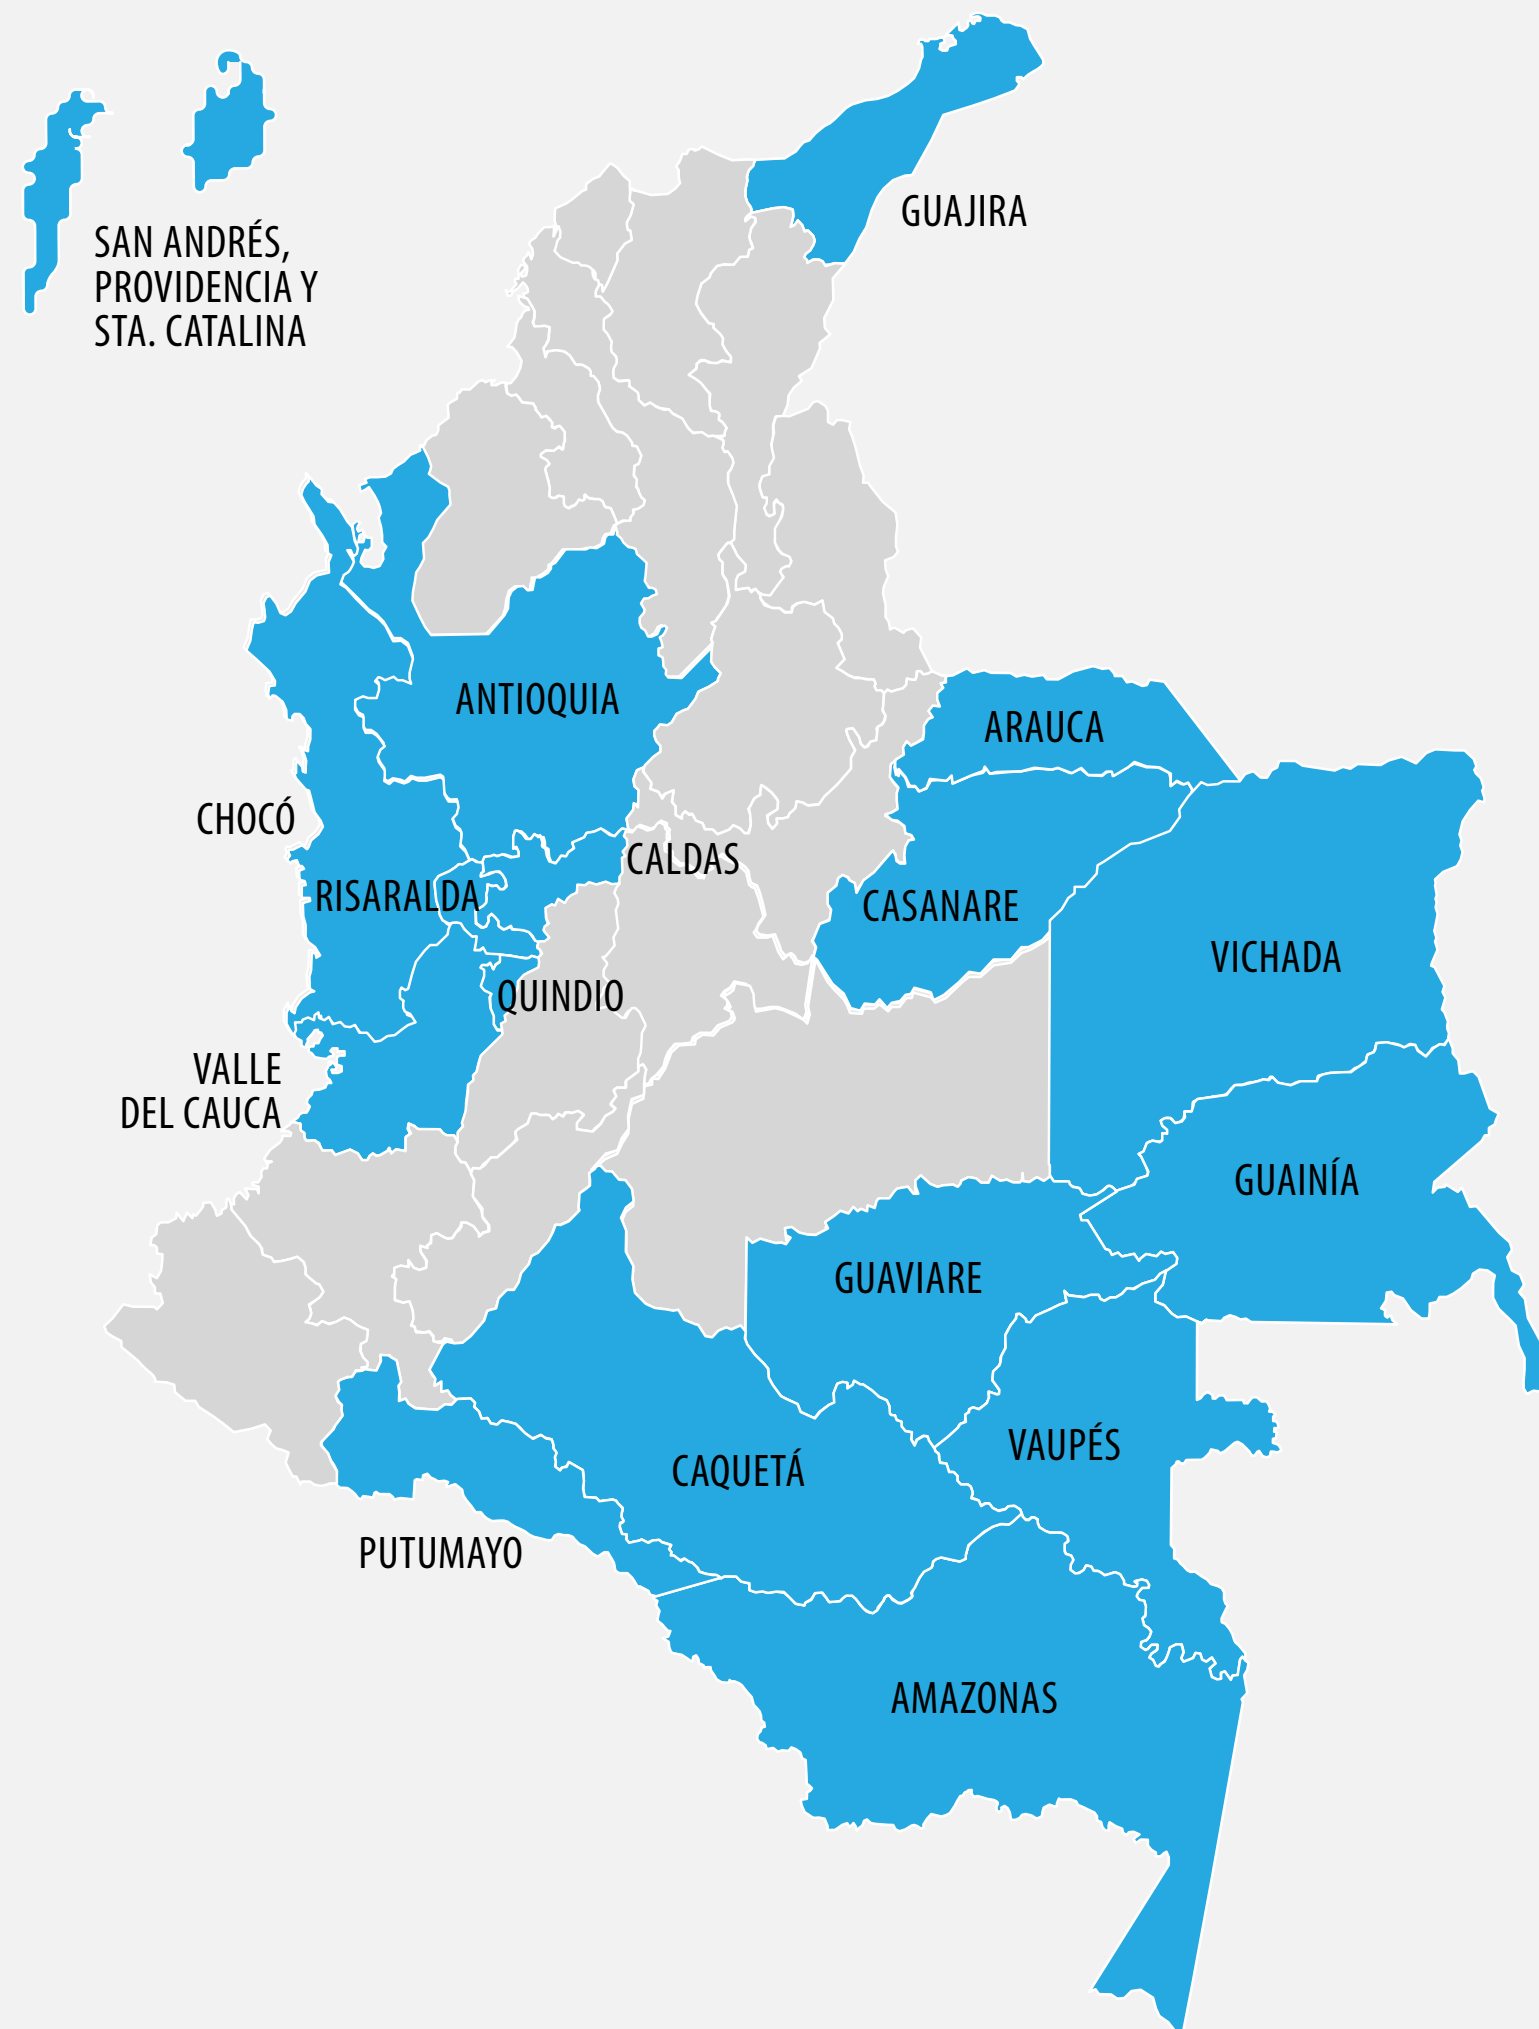 SAN ANDRÉS,
PROVIDENCIA Y
STA. CATALINA
GUAJIRA
ANTIOQUIA
ARAUCA
CHOCÓ
CALDAS
RISARALDA
CASANARE
VICHADA
QUINDIO
VALLE
DEL CAUCA
GUAINÍA
GUAVIARE
VAUPÉS
CAQUETÁ
PUTUMAYO
AMAZONAS